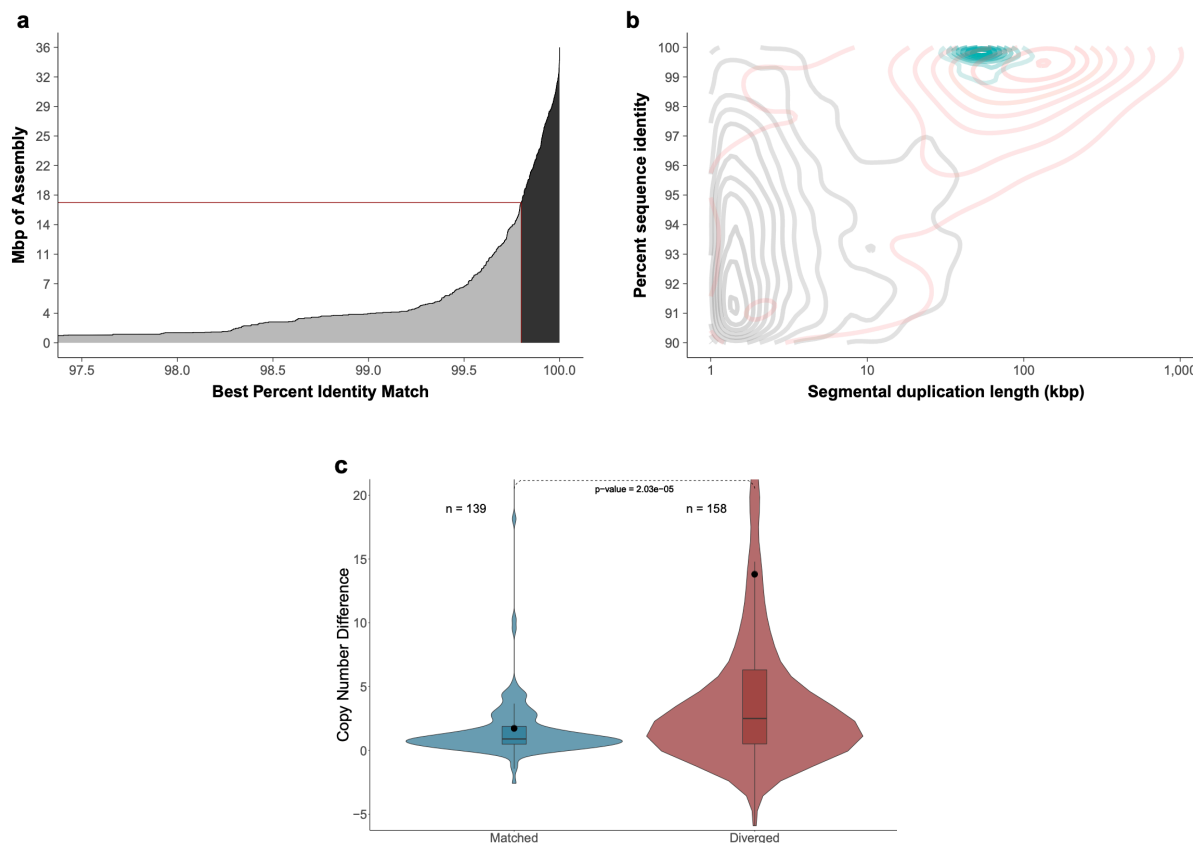 a
Mbp of Assembly
36
32
29
25
22
18
14
11
7
4
0
97.5 98.0 98.5 99.0 99.5 100.0
Best Percent Identity Match
b
Percent sequence identity
100
99
98
97
96
95
94
93
92
91
90
1 10 100 1,000
Segmental duplication length (kbp)
c
Copy Number Difference
20
15
10
5
0
−5
p−value = 2.03e−05
n = 139 n = 158
Matched Diverged